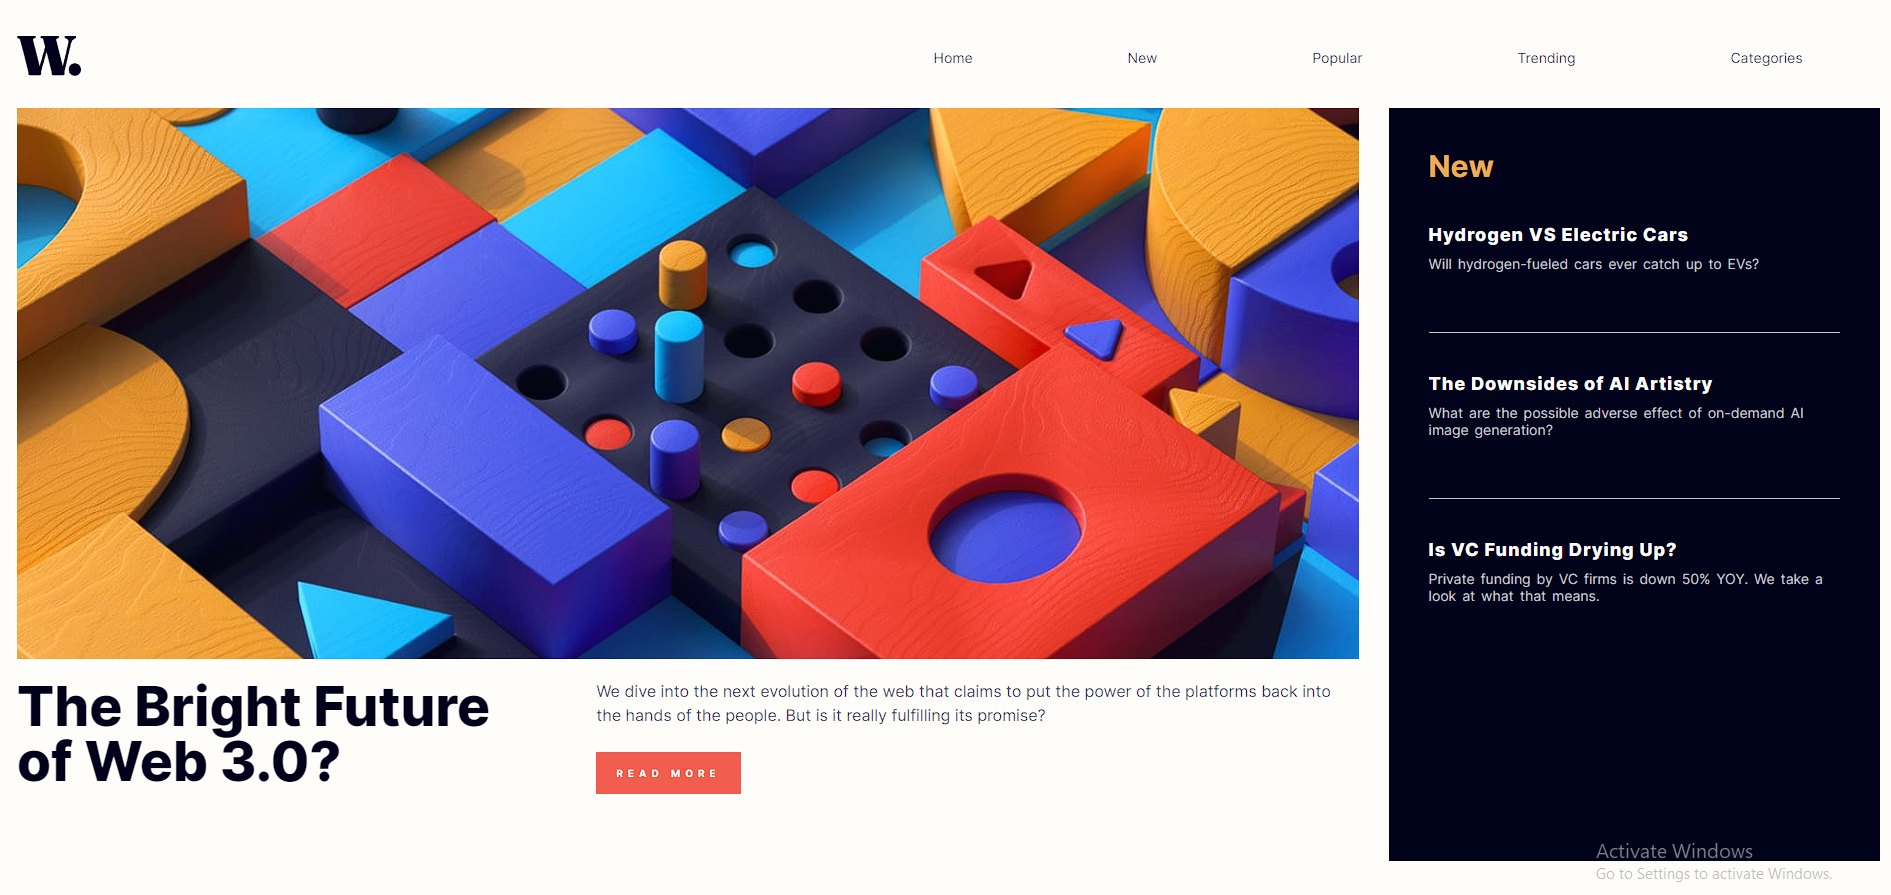 W.
Home New Popular Trending Categories
New
Hydrogen VS Electric Cars
Will hydrogen-fueled cars ever catch up to EVs?
The Downsides of AI Artistry
What are the possible adverse effect of on-demand AI
image generation?
Is VC Funding Drying Up?
Private funding by VC firms is down 50% YOY. We take a
look at what that means.
The Bright Future
of Web 3.0?
We dive into the next evolution of the web that claims to put the power of the platforms back into
the hands of the people. But is it really fulfilling its promise?
READ MORE
Activate Windows
Go to Settings to activate Windows.